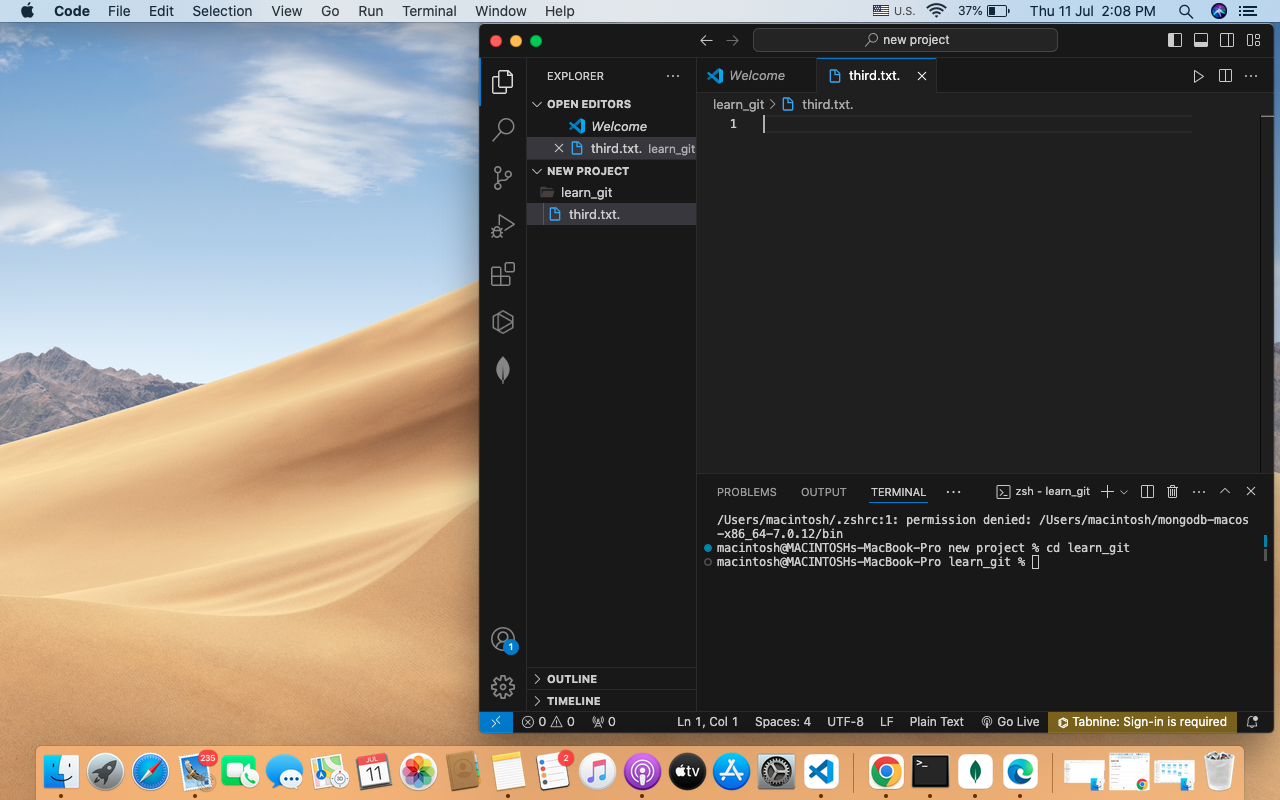 Code File Edit Selection View Go Run Terminal Window Help U.S. 37% Thu 11 Jul 2:08 PM
new project
EXPLORER
OPEN EDITORS
Welcome
third.txt. learn_git
NEW PROJECT
learn_git
third.txt.
OUTLINE
TIMELINE
1
Welcome third.txt.
learn_git third.txt.
1
PROBLEMS OUTPUT TERMINAL zsh - learn_git
/Users/macintosh/.zshrc:1: permission denied: /Users/macintosh/mongodb-macos
-x86_64-7.0.12/bin
macintosh@MACINTOSHs-MacBook-Pro new project % cd learn_git
macintosh@MACINTOSHs-MacBook-Pro learn_git %
0 0 0 Ln 1, Col 1 Spaces: 4 UTF-8 LF Plain Text Go Live Tabnine: Sign-in is required
235
JUL
11
2
tv
>_